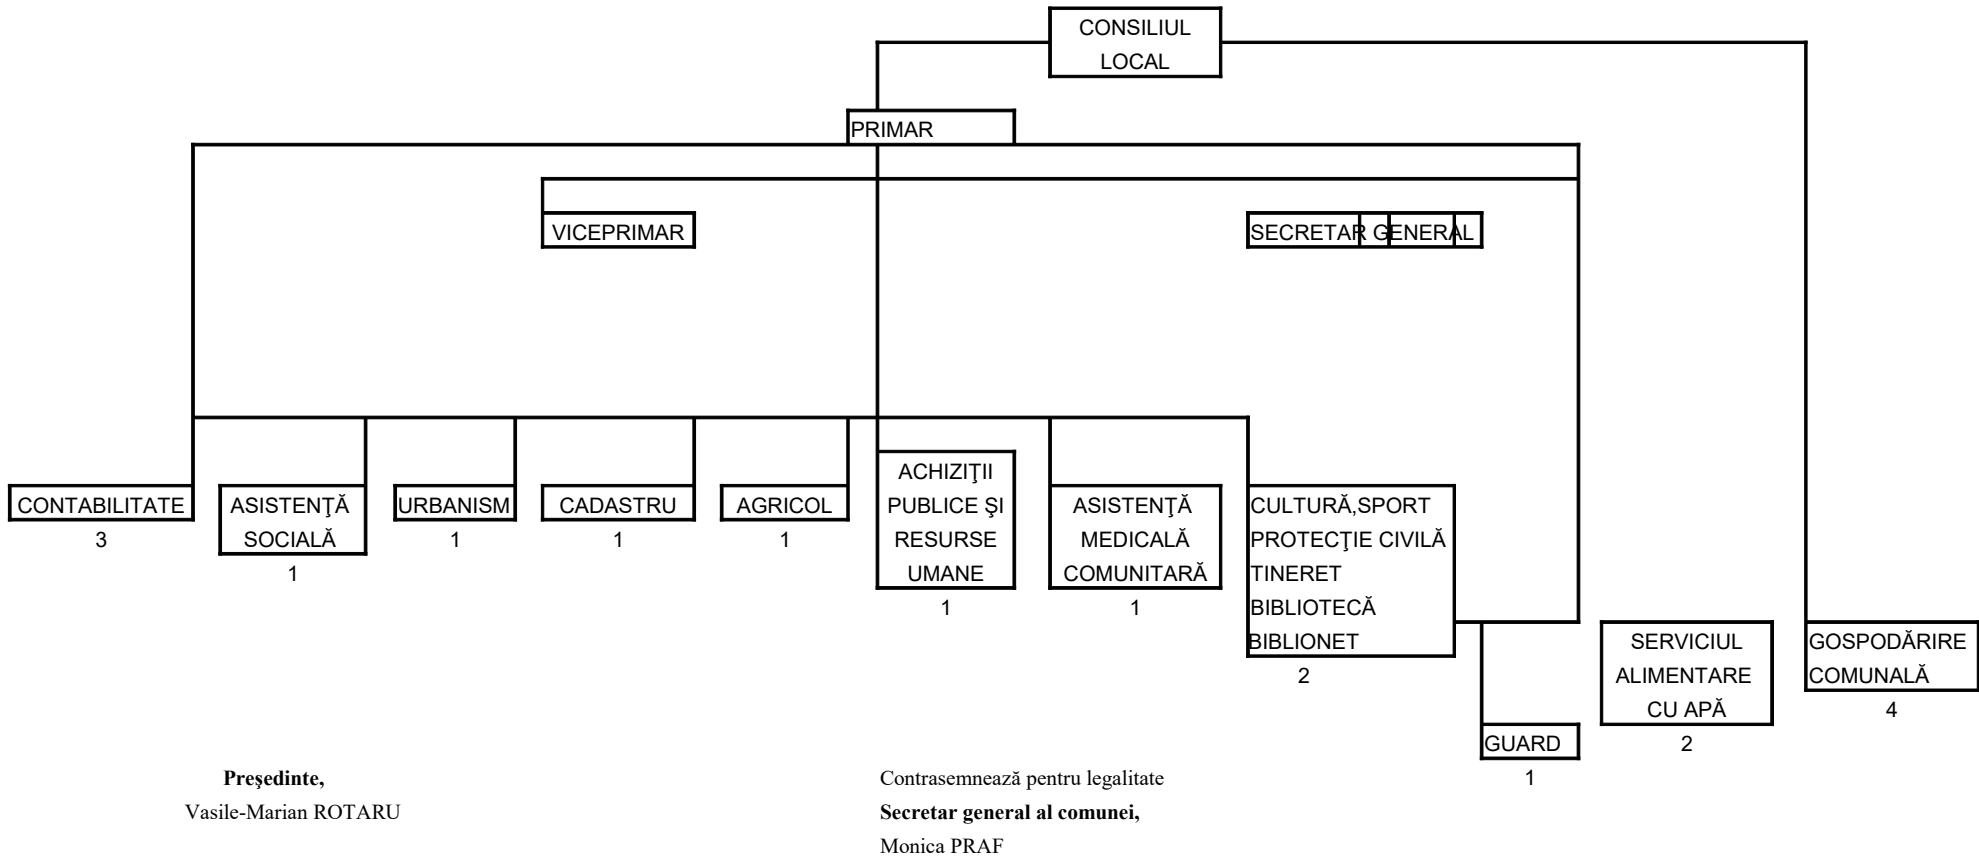 CONSILIUL
LOCAL
PRIMAR
VICEPRIMAR
SECRETAR GENERAL
CONTABILITATE
3
ASISTENŢĂ
SOCIALĂ
1
URBANISM
1
CADASTRU
1
AGRICOL
1
ACHIZIŢII
PUBLICE ŞI
RESURSE
UMANE
1
ASISTENŢĂ
MEDICALĂ
COMUNITARĂ
1
CULTURĂ,SPORT
PROTECŢIE CIVILĂ
TINERET
BIBLIOTECĂ
BIBLIONET
2
GUARD
1
SERVICIUL
ALIMENTARE
CU APĂ
2
GOSPODĂRIRE
COMUNALĂ
4
Preşedinte,
Vasile-Marian ROTARU
Contrasemnează pentru legalitate
Secretar general al comunei,
Monica PRAF